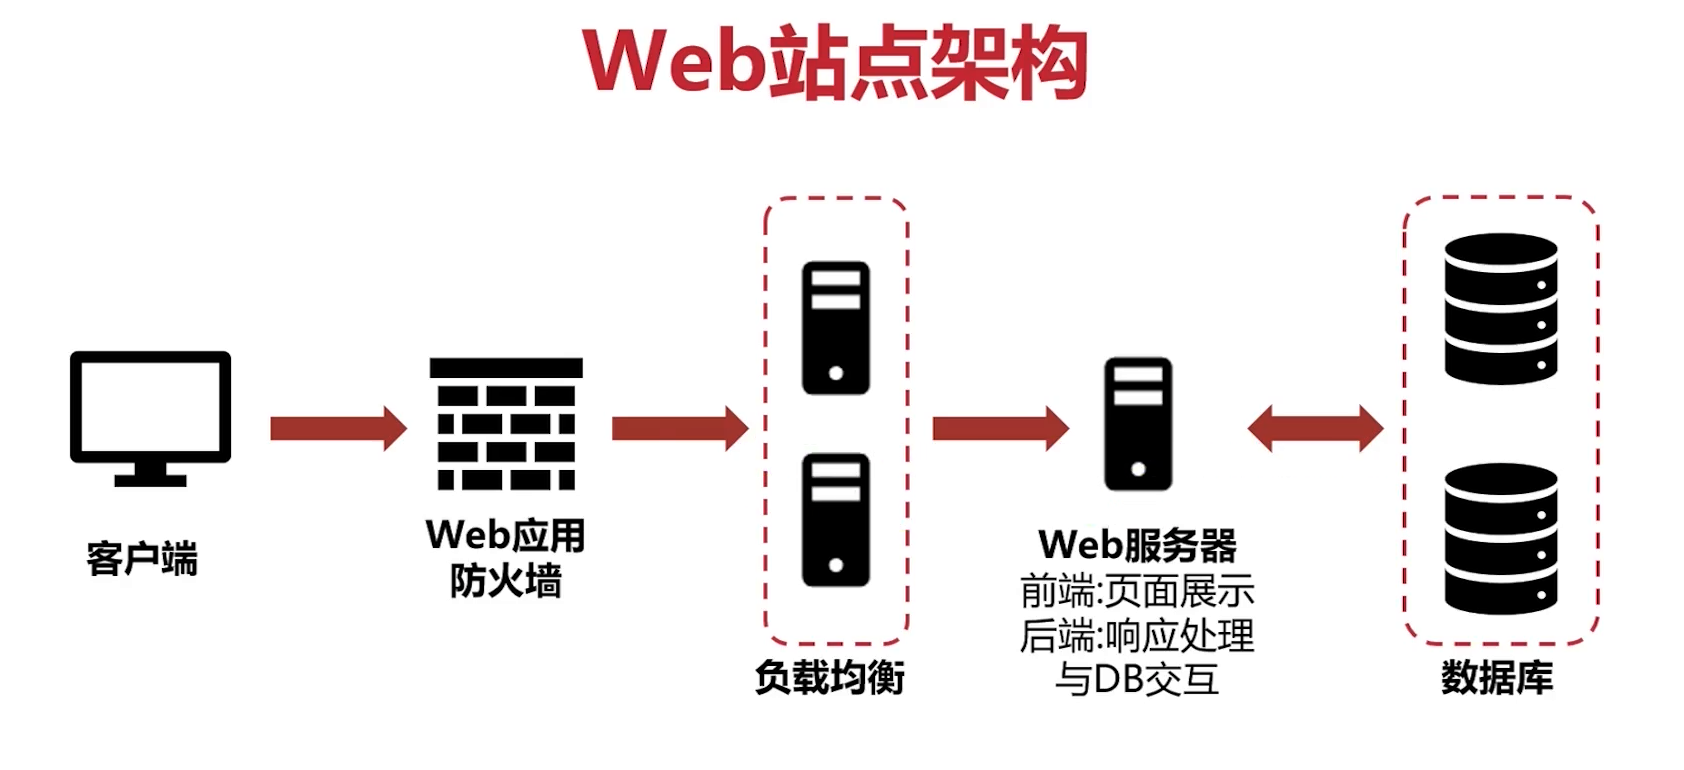 Web站点架构
客户端
Web应用
防火墙
负载均衡
Web服务器
前端:页面展示
后端:响应处理
与DB交互
数据库